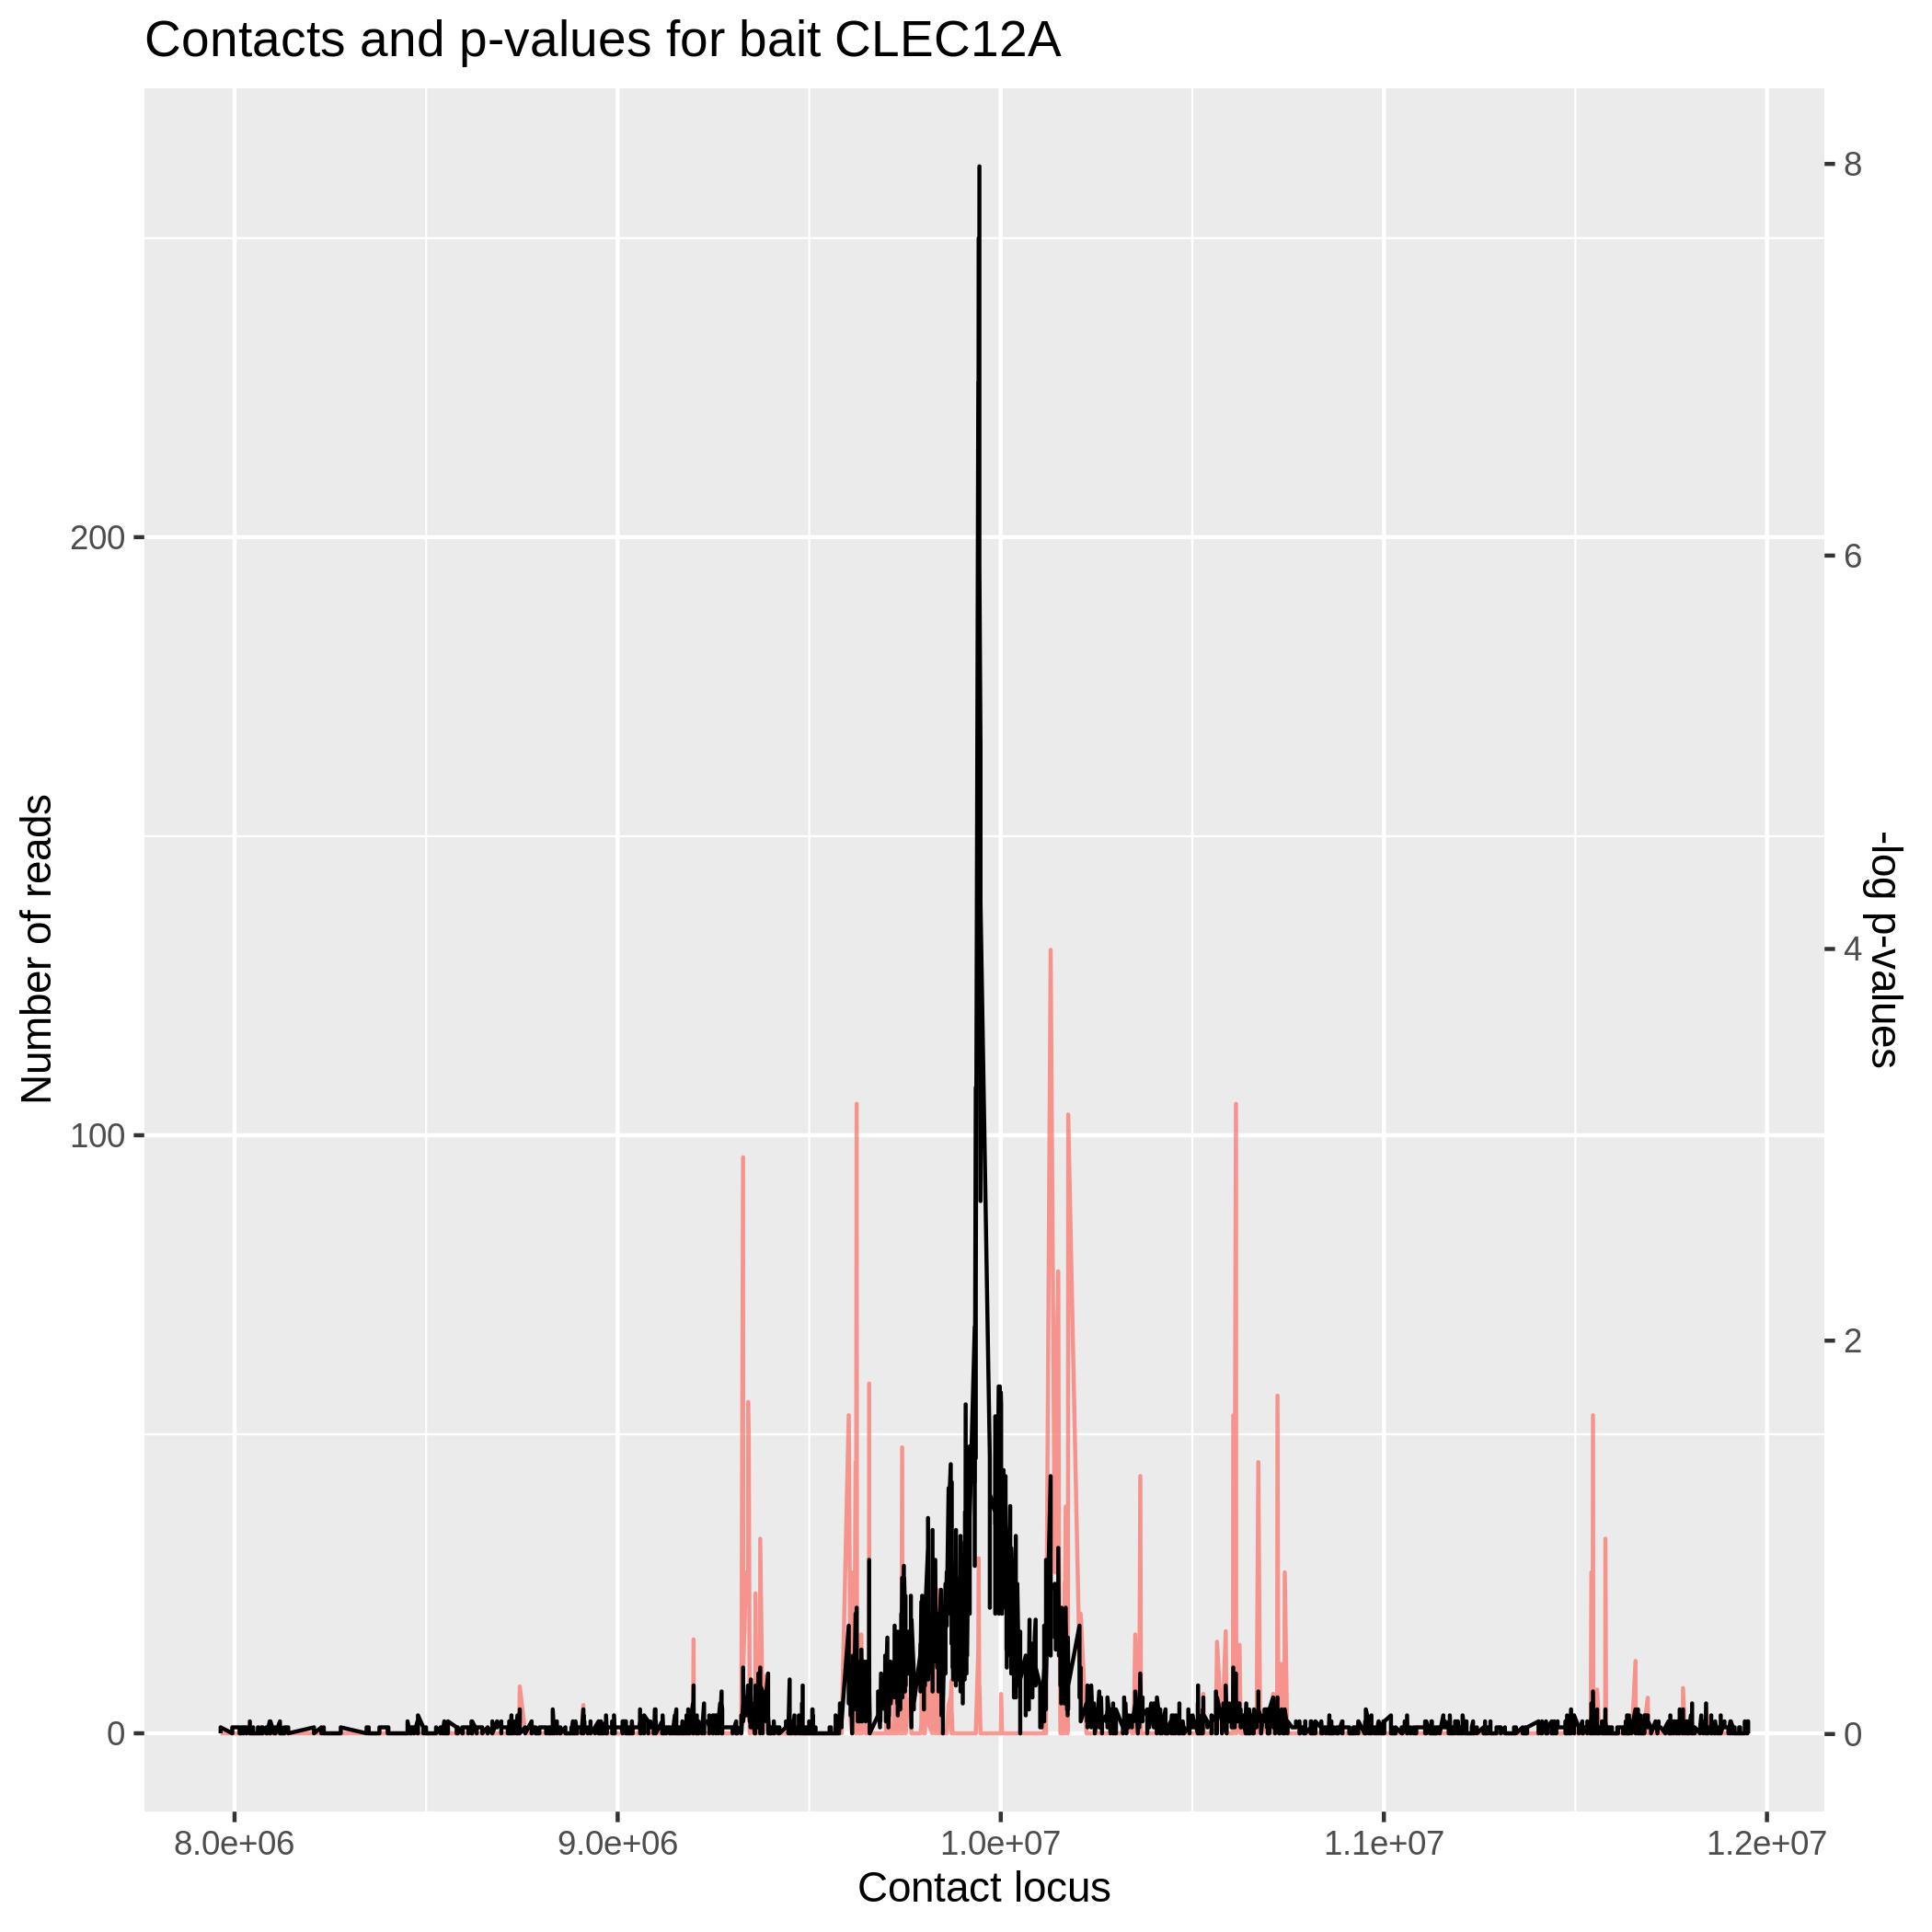 Contacts and p-values for bait CLEC12A
Number of reads
200
100
0
8
6
4
2
0
-log p-values
8.0e+06
9.0e+06
1.0e+07
1.1e+07
1.2e+07
Contact locus